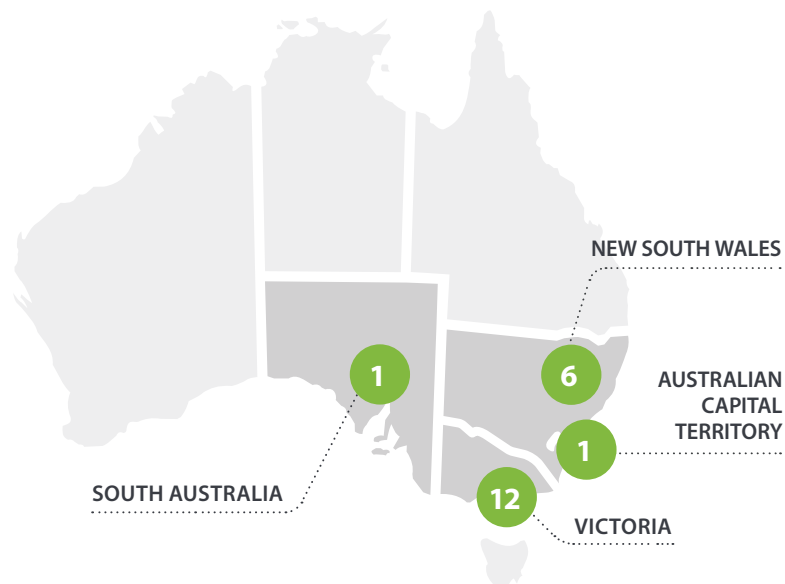 NEW SOUTH WALES
1
6
AUSTRALIAN
CAPITAL
TERRITORY
1
SOUTH AUSTRALIA
12
VICTORIA